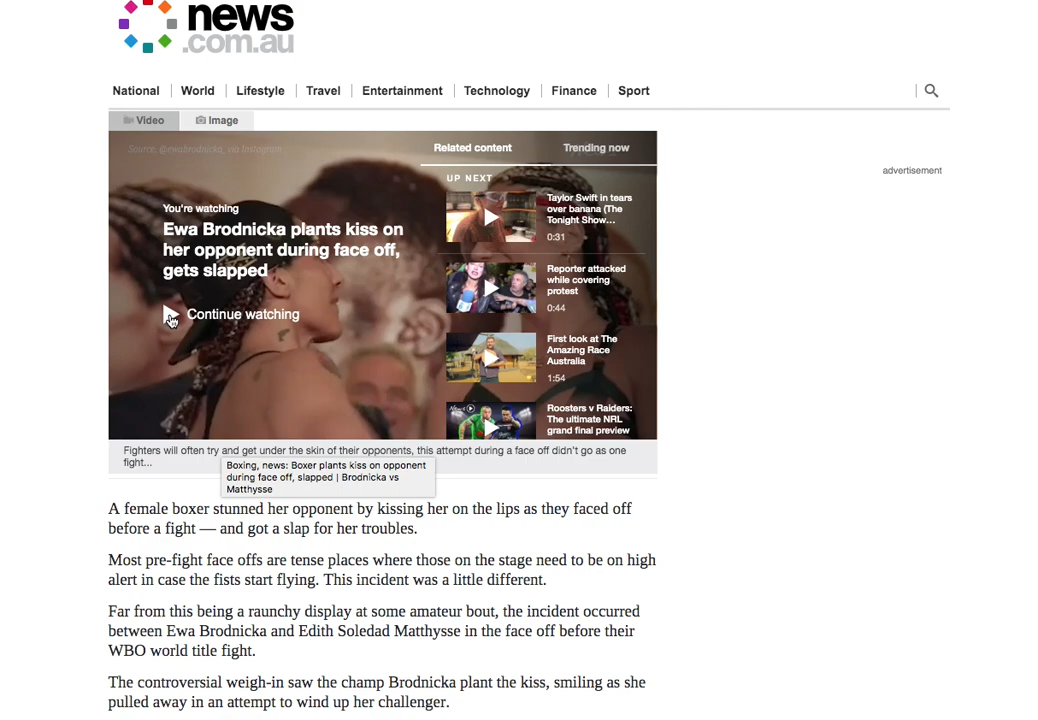 news
.com.au
National World Lifestyle Travel Entertainment Technology Finance Sport
Video Image
advertisement
Source: @ewabrodnicka_ via Instagram
Related content Trending now
You're watching
Ewa Brodnicka plants kiss on
her opponent during face off,
gets slapped
Continue watching
UP NEXT
Taylor Swift in tears
over banana (The
Tonight Show...
0:31
Reporter attacked
while covering
protest
0:44
First look at The
Amazing Race
Australia
1:54
Roosters v Raiders:
The ultimate NRL
grand final preview
Fighters will often try and get under the skin of their opponents, this attempt during a face off didn't go as one
fight...
Boxing, news: Boxer plants kiss on opponent
during face off, slapped | Brodnicka vs
Matthysse
A female boxer stunned her opponent by kissing her on the lips as they faced off
before a fight — and got a slap for her troubles.
Most pre-fight face offs are tense places where those on the stage need to be on high
alert in case the fists start flying. This incident was a little different.
Far from this being a raunchy display at some amateur bout, the incident occurred
between Ewa Brodnicka and Edith Soledad Matthysse in the face off before their
WBO world title fight.
The controversial weigh-in saw the champ Brodnicka plant the kiss, smiling as she
pulled away in an attempt to wind up her challenger.